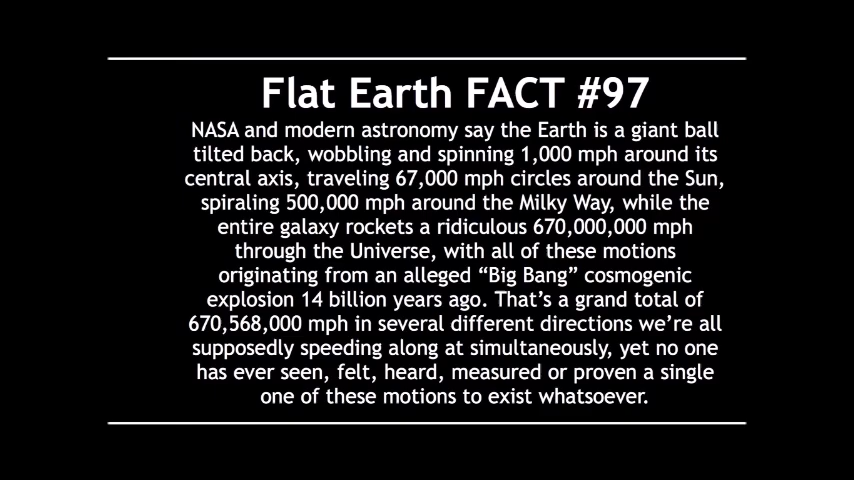 Flat Earth FACT #97
NASA and modern astronomy say the Earth is a giant ball
tilted back, wobbling and spinning 1,000 mph around its
central axis, traveling 67,000 mph circles around the Sun,
spiraling 500,000 mph around the Milky Way, while the
entire galaxy rockets a ridiculous 670,000,000 mph
through the Universe, with all of these motions
originating from an alleged “Big Bang” cosmogenic
explosion 14 billion years ago. That’s a grand total of
670,568,000 mph in several different directions we’re all
supposedly speeding along at simultaneously, yet no one
has ever seen, felt, heard, measured or proven a single
one of these motions to exist whatsoever.